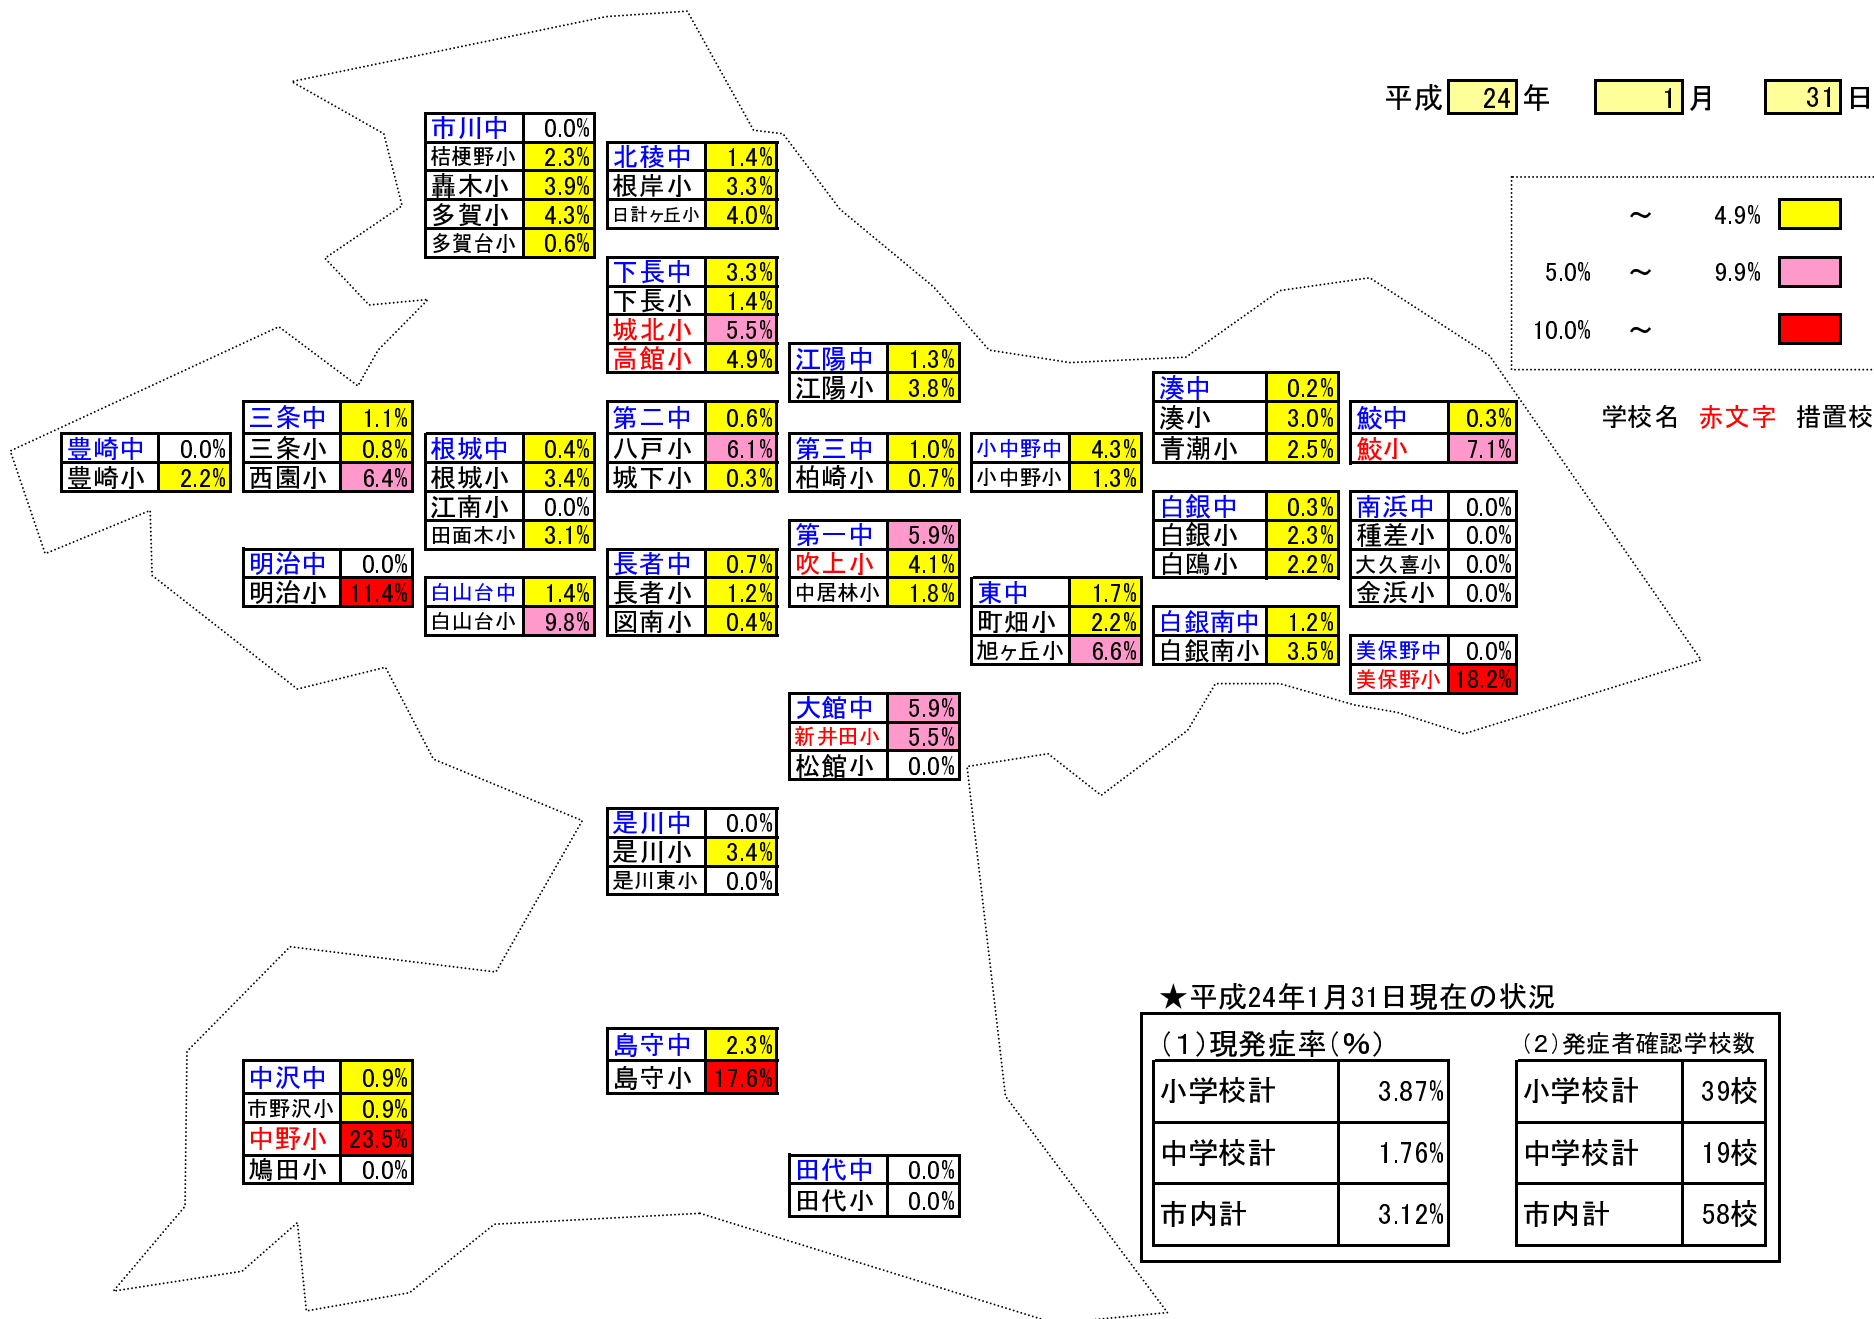 平成 24 年 1 月 31 日
～ 4.9%
5.0% ～ 9.9%
10.0% ～
学校名 赤文字 措置校
市川中 0.0%
桔梗野小 2.3%
轟木小 3.9%
多賀小 4.3%
多賀台小 0.6%
北稜中 1.4%
根岸小 3.3%
日計ヶ丘小 4.0%
下長中 3.3%
下長小 1.4%
城北小 5.5%
高館小 4.9%
江陽中 1.3%
江陽小 3.8%
湊中 0.2%
湊小 3.0%
青潮小 2.5%
鮫中 0.3%
鮫小 7.1%
豊崎中 0.0%
豊崎小 2.2%
三条中 1.1%
三条小 0.8%
西園小 6.4%
根城中 0.4%
根城小 3.4%
江南小 0.0%
田面木小 3.1%
第二中 0.6%
八戸小 6.1%
城下小 0.3%
第三中 1.0%
柏崎小 0.7%
小中野中 4.3%
小中野小 1.3%
白銀中 0.3%
白銀小 2.3%
白鴎小 2.2%
南浜中 0.0%
種差小 0.0%
大久喜小 0.0%
金浜小 0.0%
明治中 0.0%
明治小 11.4%
白山台中 1.4%
白山台小 9.8%
長者中 0.7%
長者小 1.2%
図南小 0.4%
第一中 5.9%
吹上小 4.1%
中居林小 1.8%
東中 1.7%
町畑小 2.2%
旭ヶ丘小 6.6%
白銀南中 1.2%
白銀南小 3.5%
美保野中 0.0%
美保野小 18.2%
大館中 5.9%
新井田小 5.5%
松館小 0.0%
是川中 0.0%
是川小 3.4%
是川東小 0.0%
島守中 2.3%
島守小 17.6%
中沢中 0.9%
市野沢小 0.9%
中野小 23.5%
鳩田小 0.0%
田代中 0.0%
田代小 0.0%
★平成24年1月31日現在の状況
(1)現発症率(%)
小学校計 3.87%
中学校計 1.76%
市内計 3.12%
(2)発症者確認学校数
小学校計 39校
中学校計 19校
市内計 58校